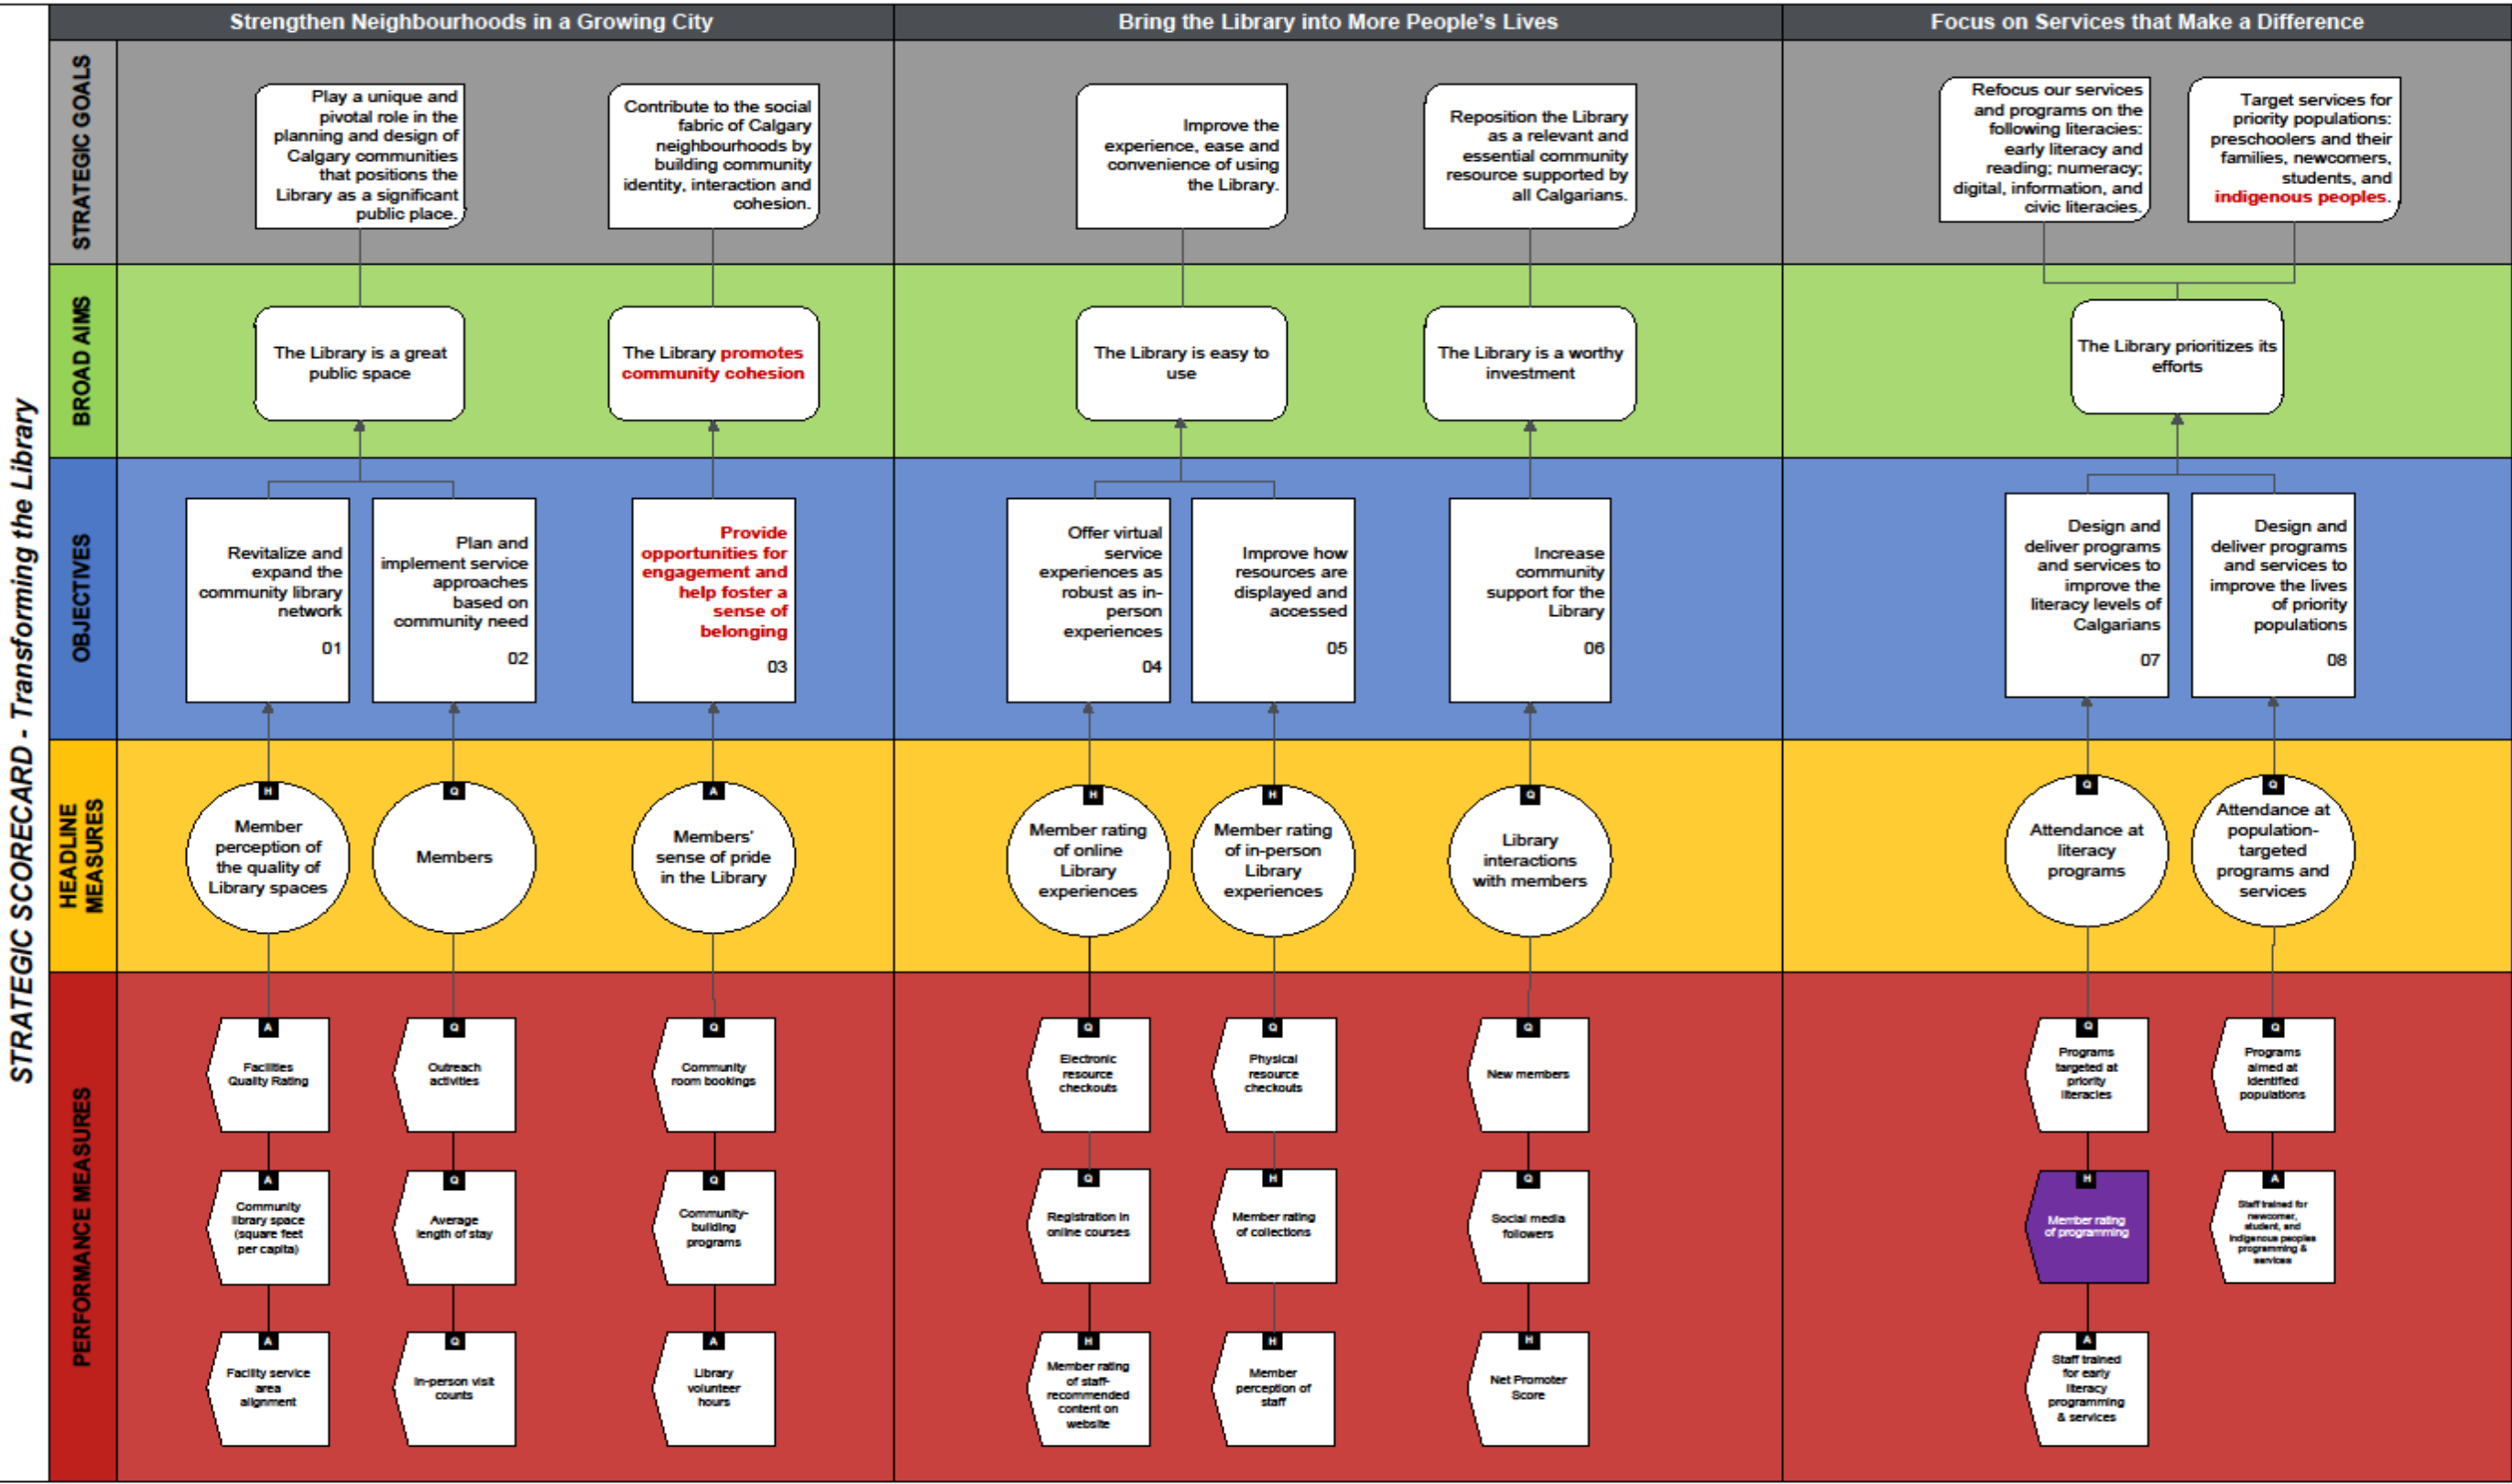 STRATEGIC SCORECARD - Transforming the Library
Strengthen Neighbourhoods in a Growing City
Bring the Library into More People's Lives
Focus on Services that Make a Difference
STRATEGIC GOALS
Play a unique and
pivotal role in the
planning and design of
Calgary communities
that positions the
Library as a significant
public place.
Contribute to the social
fabric of Calgary
neighbourhoods by
building community
identity, interaction and
cohesion.
Improve the
experience, ease and
convenience of using
the Library.
Reposition the Library
as a relevant and
essential community
resource supported by
all Calgarians.
Refocus our services
and programs on the
following literacies:
early literacy and
reading; numeracy;
digital, information, and
civic literacies.
Target services for
priority populations:
preschoolers and their
families, newcomers,
students, and
indigenous peoples.
BROAD AIMS
The Library is a great
public space
The Library promotes
community cohesion
The Library is easy to
use
The Library is a worthy
investment
The Library prioritizes its
efforts
OBJECTIVES
Revitalize and
expand the
community library
network
01
Plan and
implement service
approaches
based on
community need
02
Provide
opportunities for
engagement and
help foster a
sense of
belonging
03
Offer virtual
service
experiences as
robust as in-
person
experiences
04
Improve how
resources are
displayed and
accessed
05
Increase
community
support for the
Library
06
Design and
deliver programs
and services to
improve the
literacy levels of
Calgarians
07
Design and
deliver programs
and services to
improve the lives
of priority
populations
08
HEADLINE
MEASURES
H
Member
perception of
the quality of
Library spaces
Q
Members
A
Members'
sense of pride
in the Library
H
Member rating
of online
Library
experiences
H
Member rating
of in-person
Library
experiences
Q
Library
interactions
with members
Q
Attendance at
literacy
programs
Q
Attendance at
population-
targeted
programs and
services
PERFORMANCE MEASURES
A
Facilities
Quality Rating
Q
Outreach
activities
Q
Community
room bookings
Q
Electronic
resource
checkouts
Q
Physical
resource
checkouts
Q
New members
Q
Programs
targeted at
priority
literacies
Q
Programs
aimed at
identified
populations
A
Community
library space
(square feet
per capita)
Q
Average
length of stay
Q
Community-
building
programs
Q
Registration in
online courses
H
Member rating
of collections
Q
Social media
followers
H
Member rating
of programming
A
Staff trained for
newcomer,
student, and
indigenous peoples
programming &
services
A
Facility service
area
alignment
Q
In-person visit
counts
A
Library
volunteer
hours
H
Member rating
of staff-
recommended
content on
website
H
Member
perception of
staff
H
Net Promoter
Score
A
Staff trained
for early
literacy
programming
& services